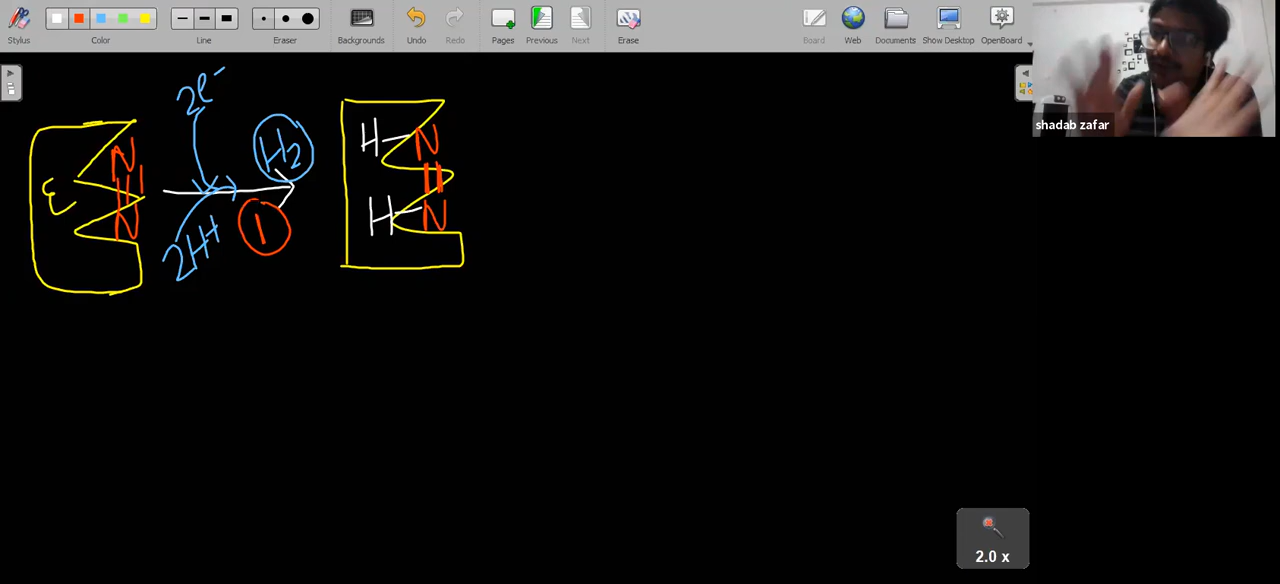 Stylus
Color
Line
Eraser
Backgrounds
Undo
Redo
Pages
Previous
Next
Erase
Board
Web
Documents
Show Desktop
OpenBoard
shadab zafar
2e⁻
H₂
N
N
E
2H+
1
H-N
H-N
2.0 x